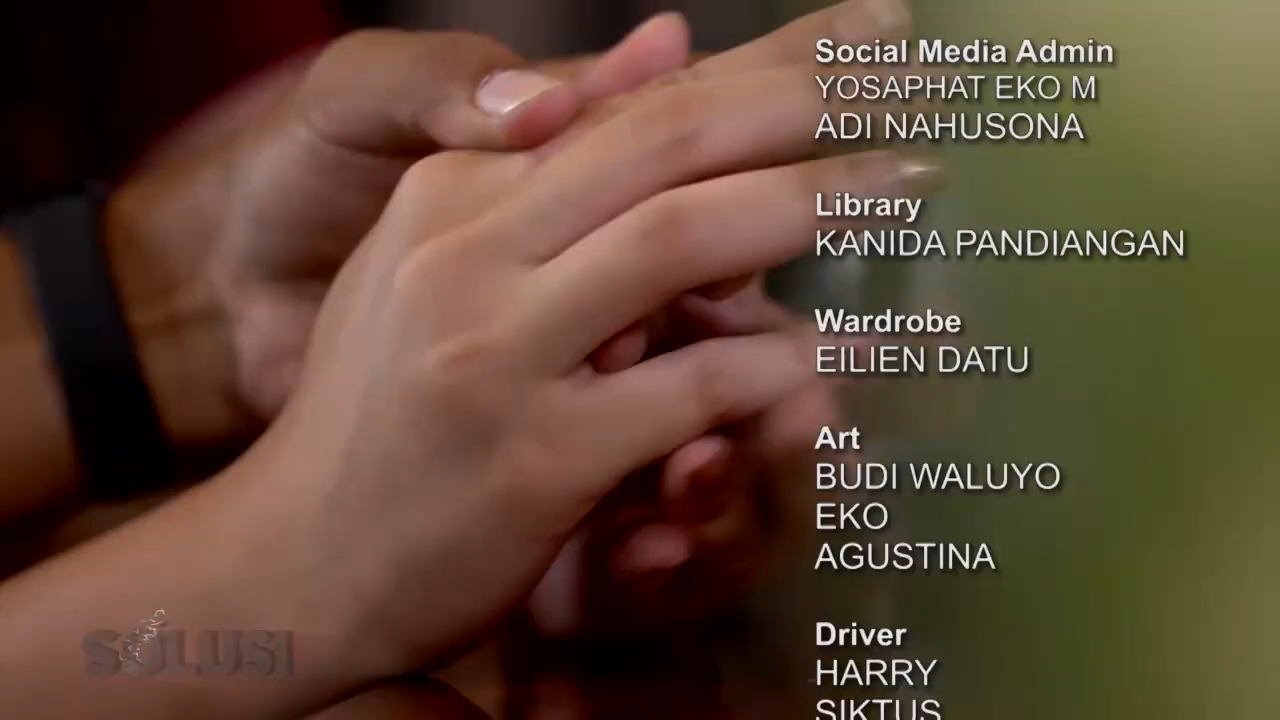 Social Media Admin
YOSAPHAT EKO M
ADI NAHUSONA
Library
KANIDA PANDIANGAN
Wardrobe
EILIEN DATU
Art
BUDI WALUYO
EKO
AGUSTINA
Driver
HARRY
SIKTUS
SOLUSI